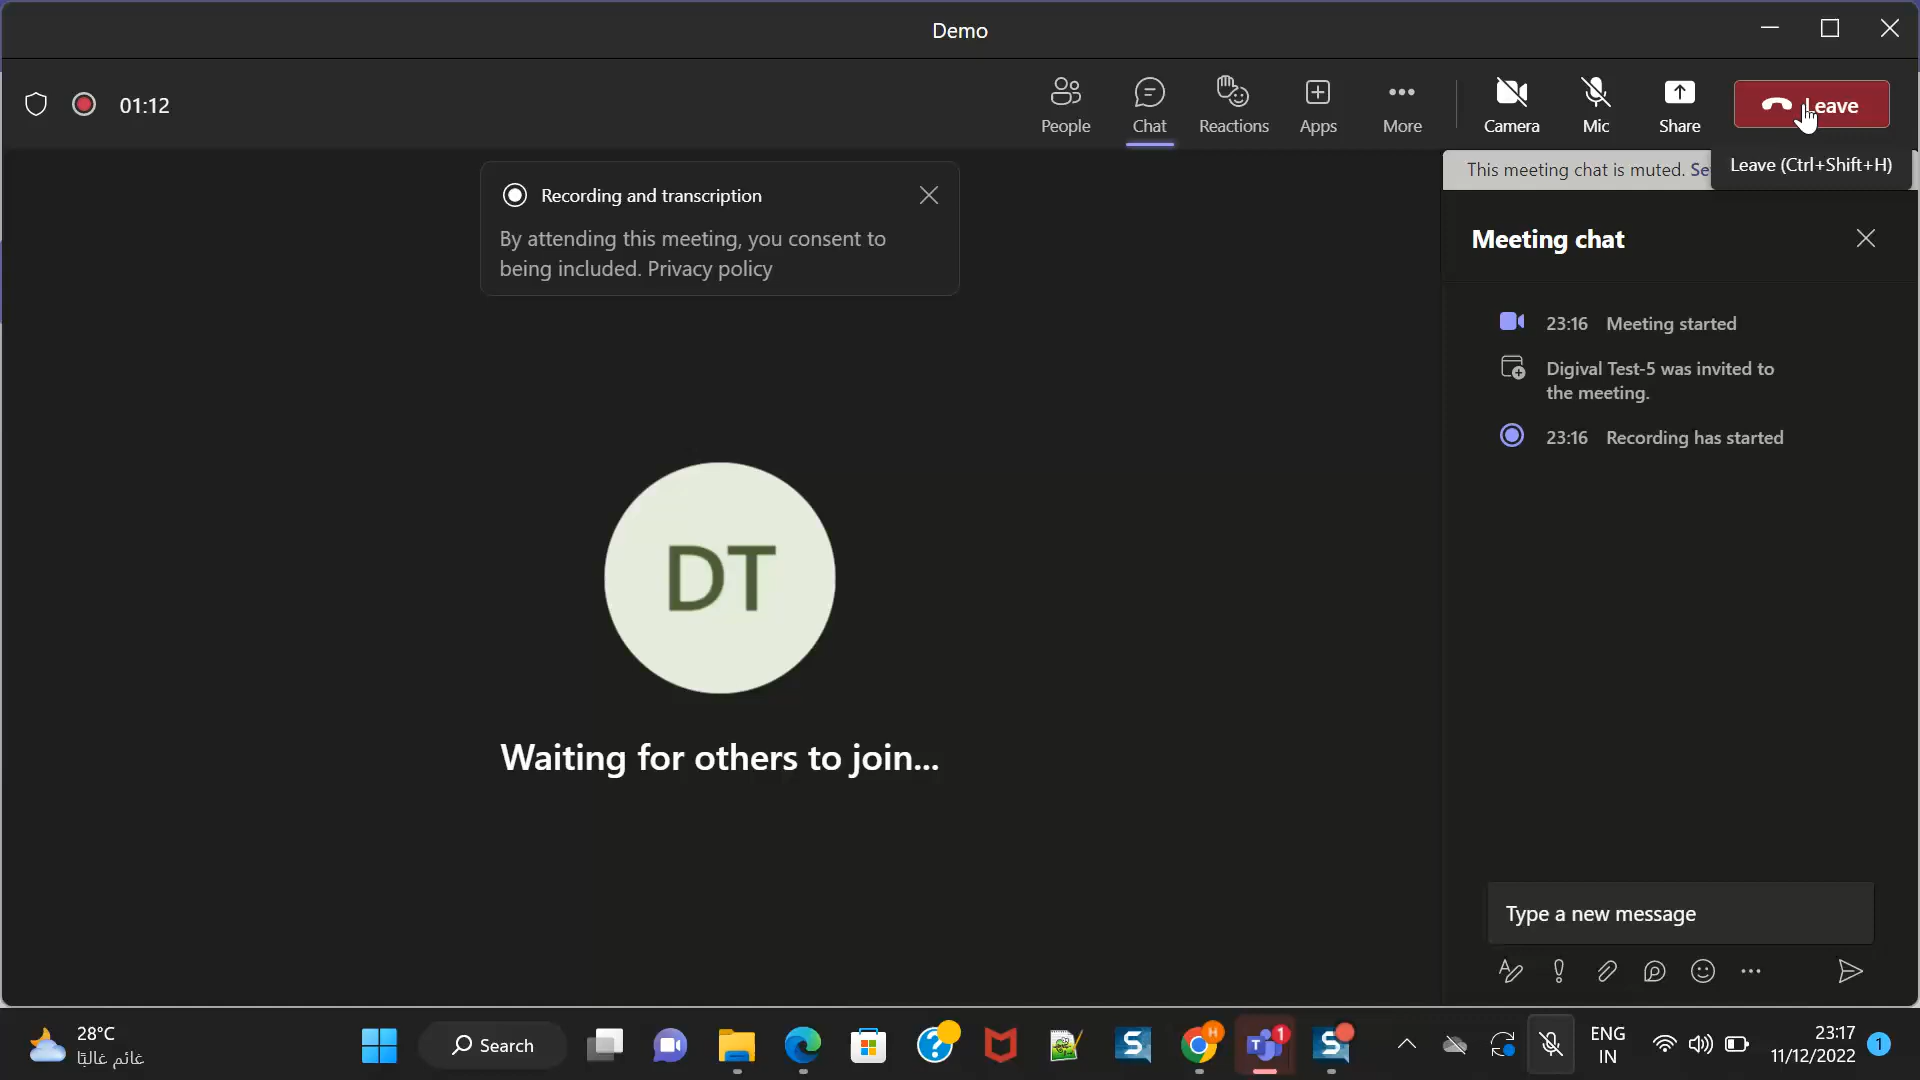 Demo
01:12
People
Chat
Reactions
Apps
More
Camera
Mic
Share
Leave
Leave (Ctrl+Shift+H)
This meeting chat is muted. Se
Recording and transcription
By attending this meeting, you consent to
being included. Privacy policy
Meeting chat
23:16 Meeting started
Digival Test-5 was invited to
the meeting.
23:16 Recording has started
DT
Waiting for others to join...
Type a new message
28°C
غائم غالبًا
Search
H
1
ENG
IN
23:17
11/12/2022
1